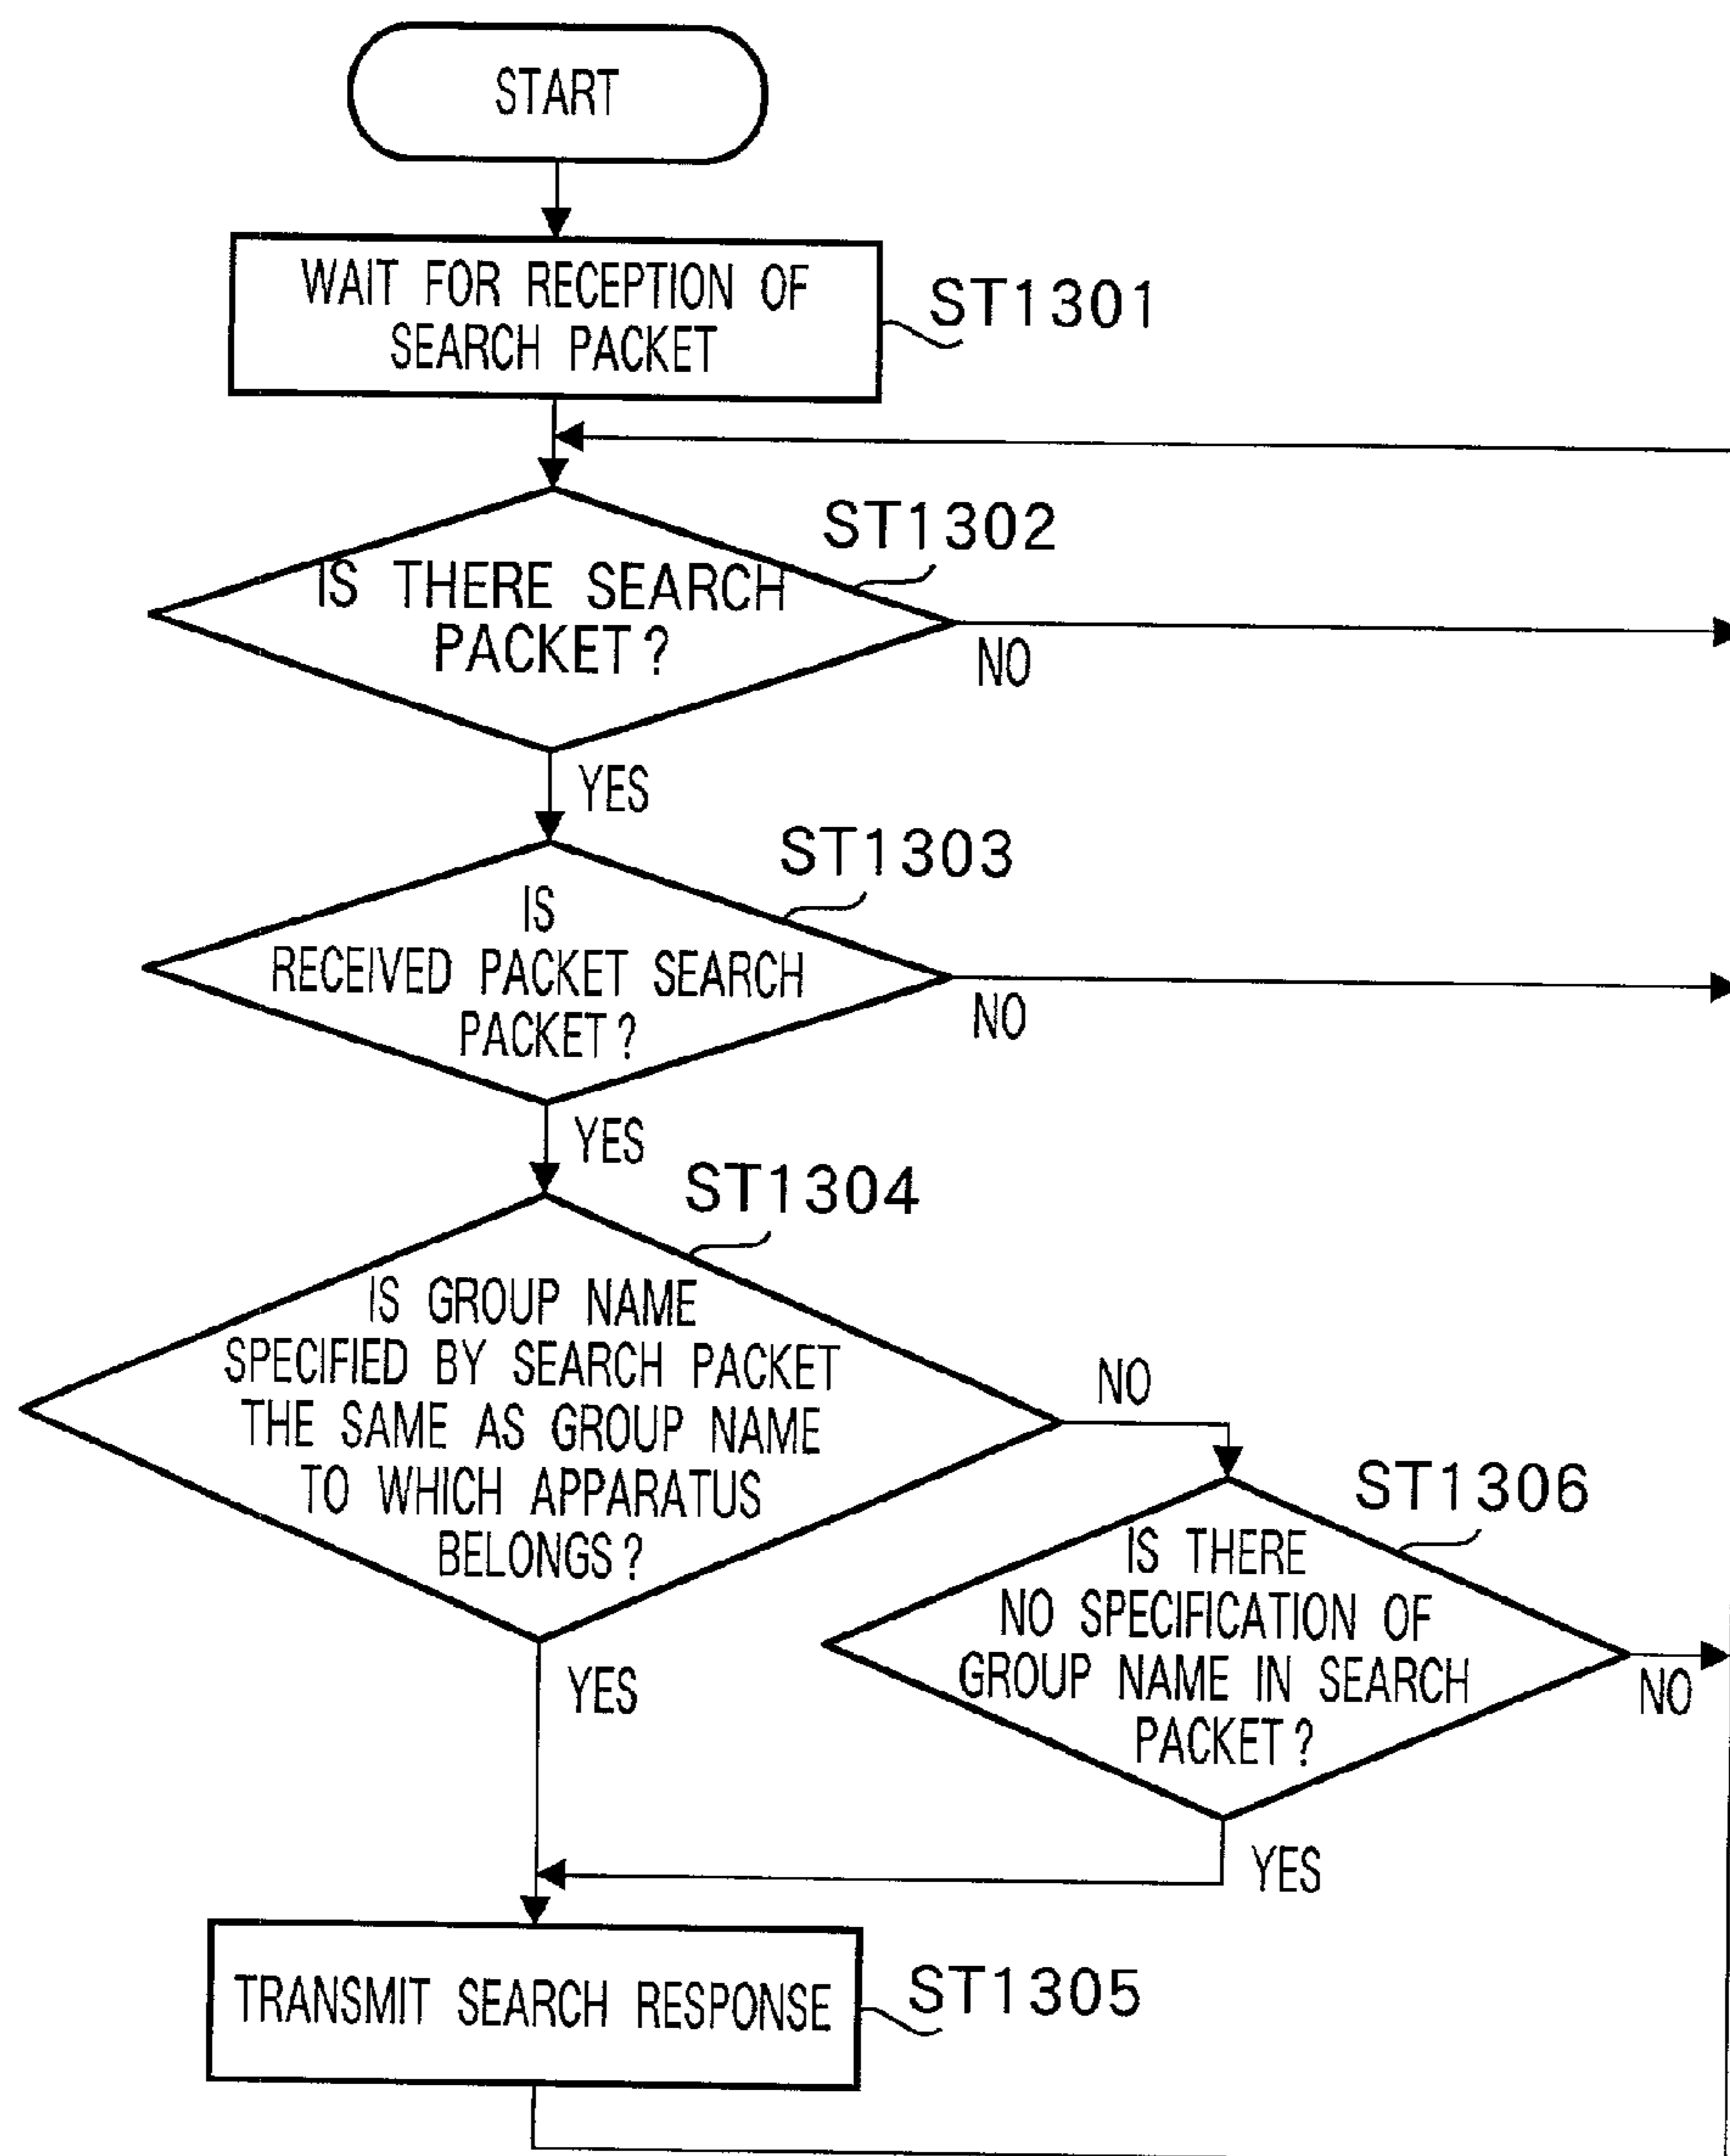 START
WAIT FOR RECEPTION OF
SEARCH PACKET
ST1301
ST1302
IS THERE SEARCH
PACKET?
NO
YES
ST1303
IS
RECEIVED PACKET SEARCH
PACKET?
NO
YES
ST1304
IS GROUP NAME
SPECIFIED BY SEARCH PACKET
THE SAME AS GROUP NAME
TO WHICH APPARATUS
BELONGS?
NO
YES
ST1306
IS THERE
NO SPECIFICATION OF
GROUP NAME IN SEARCH
PACKET?
NO
YES
TRANSMIT SEARCH RESPONSE
ST1305